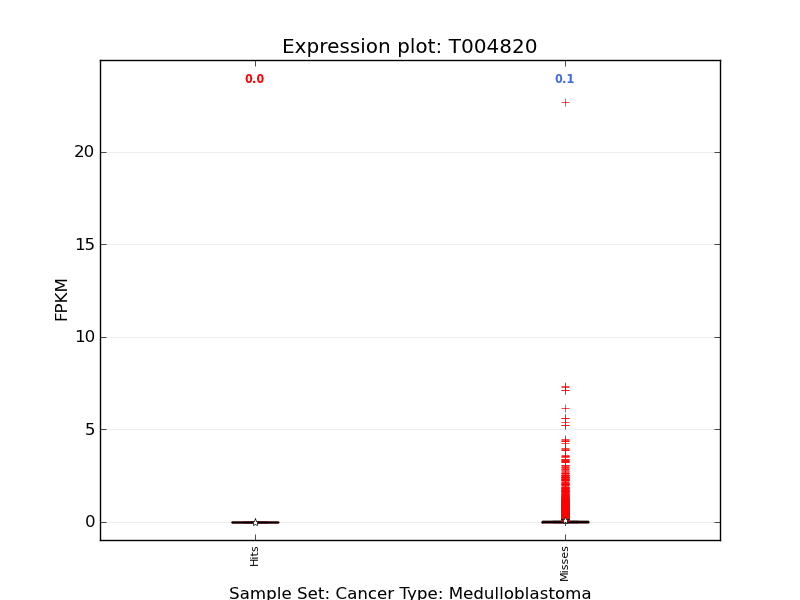 Expression plot: T004820
0.0
0.1
20
15
10
5
0
FPKM
Hits
Misses
Sample Set: Cancer Type: Medulloblastoma